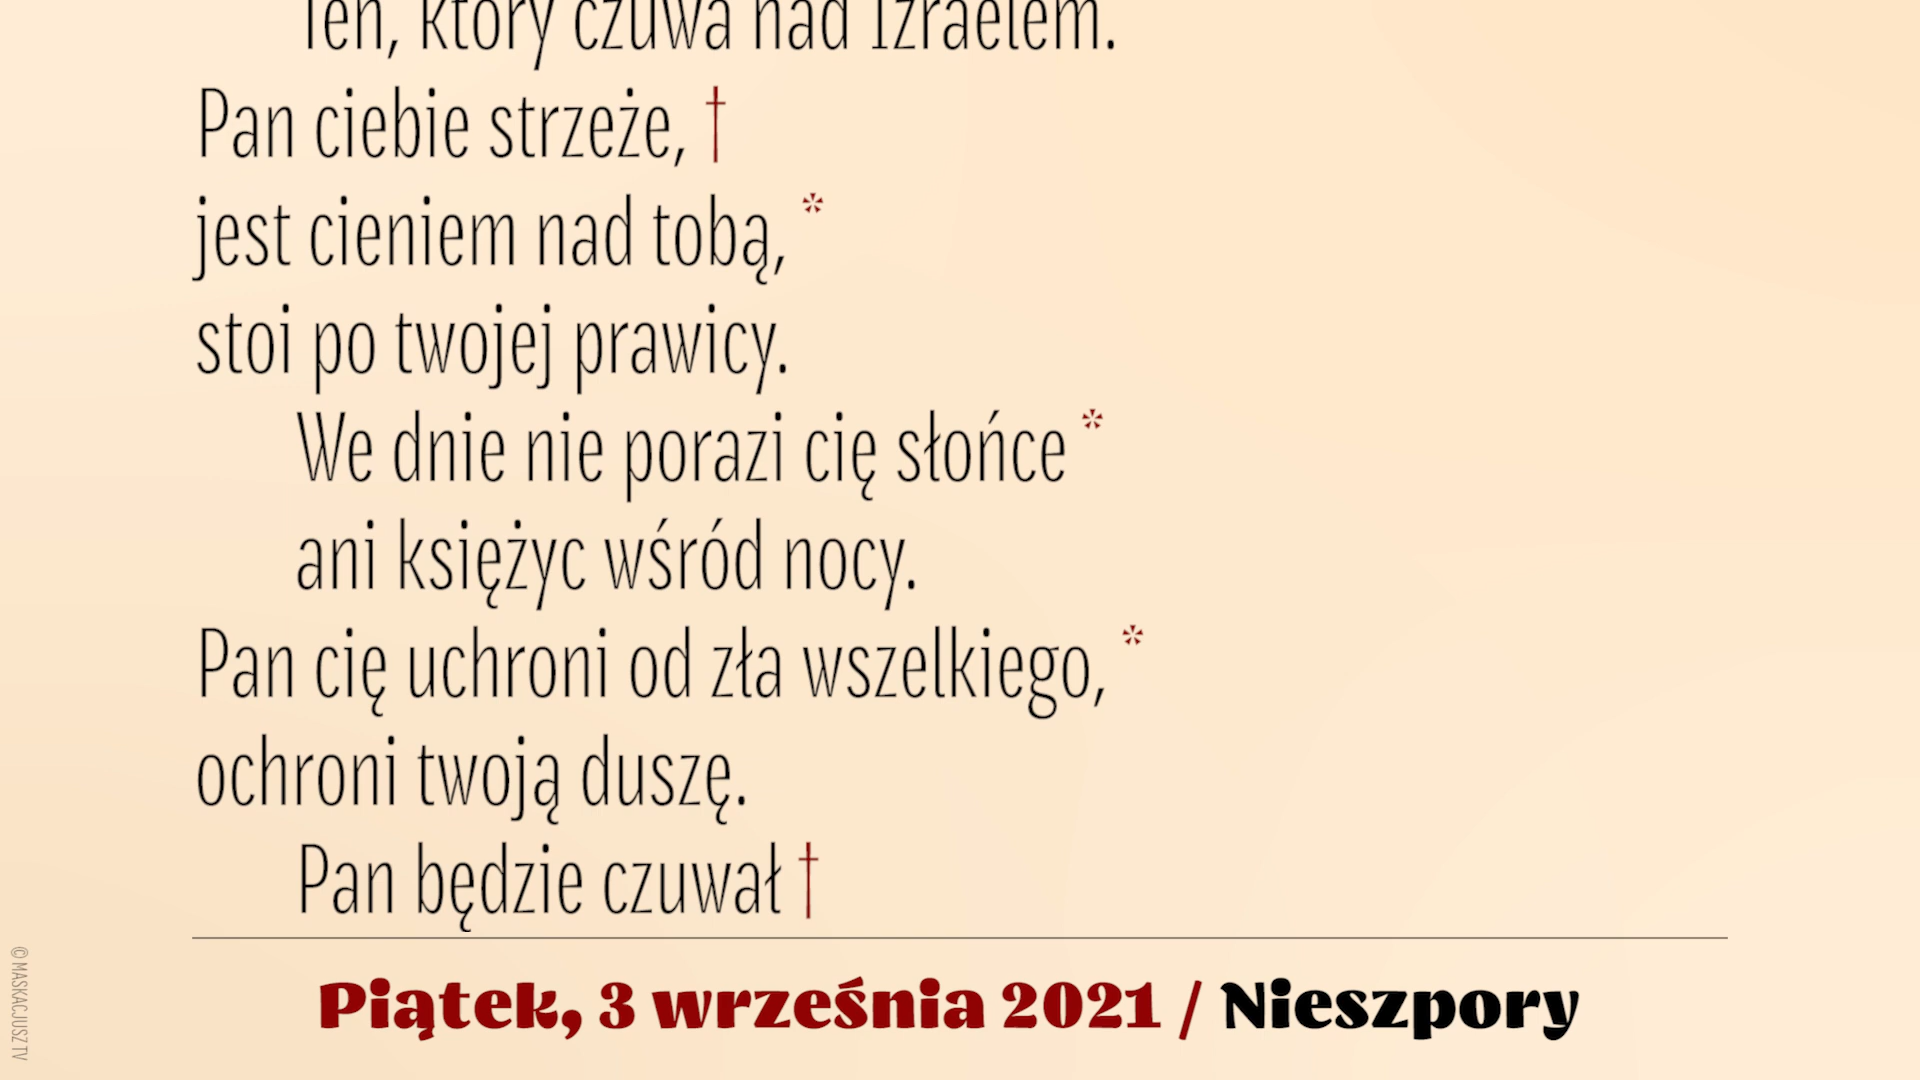 Ten, który czuwa nad Izraelem.
Pan ciebie strzeże, †
jest cieniem nad tobą, *
stoi po twojej prawicy.
We dnie nie porazi cię słońce *
ani księżyc wśród nocy.
Pan cię uchroni od zła wszelkiego, *
ochroni twoją duszę.
Pan będzie czuwał †
Piątek, 3 września 2021 / Nieszpory
© MASKACJUSZ TV